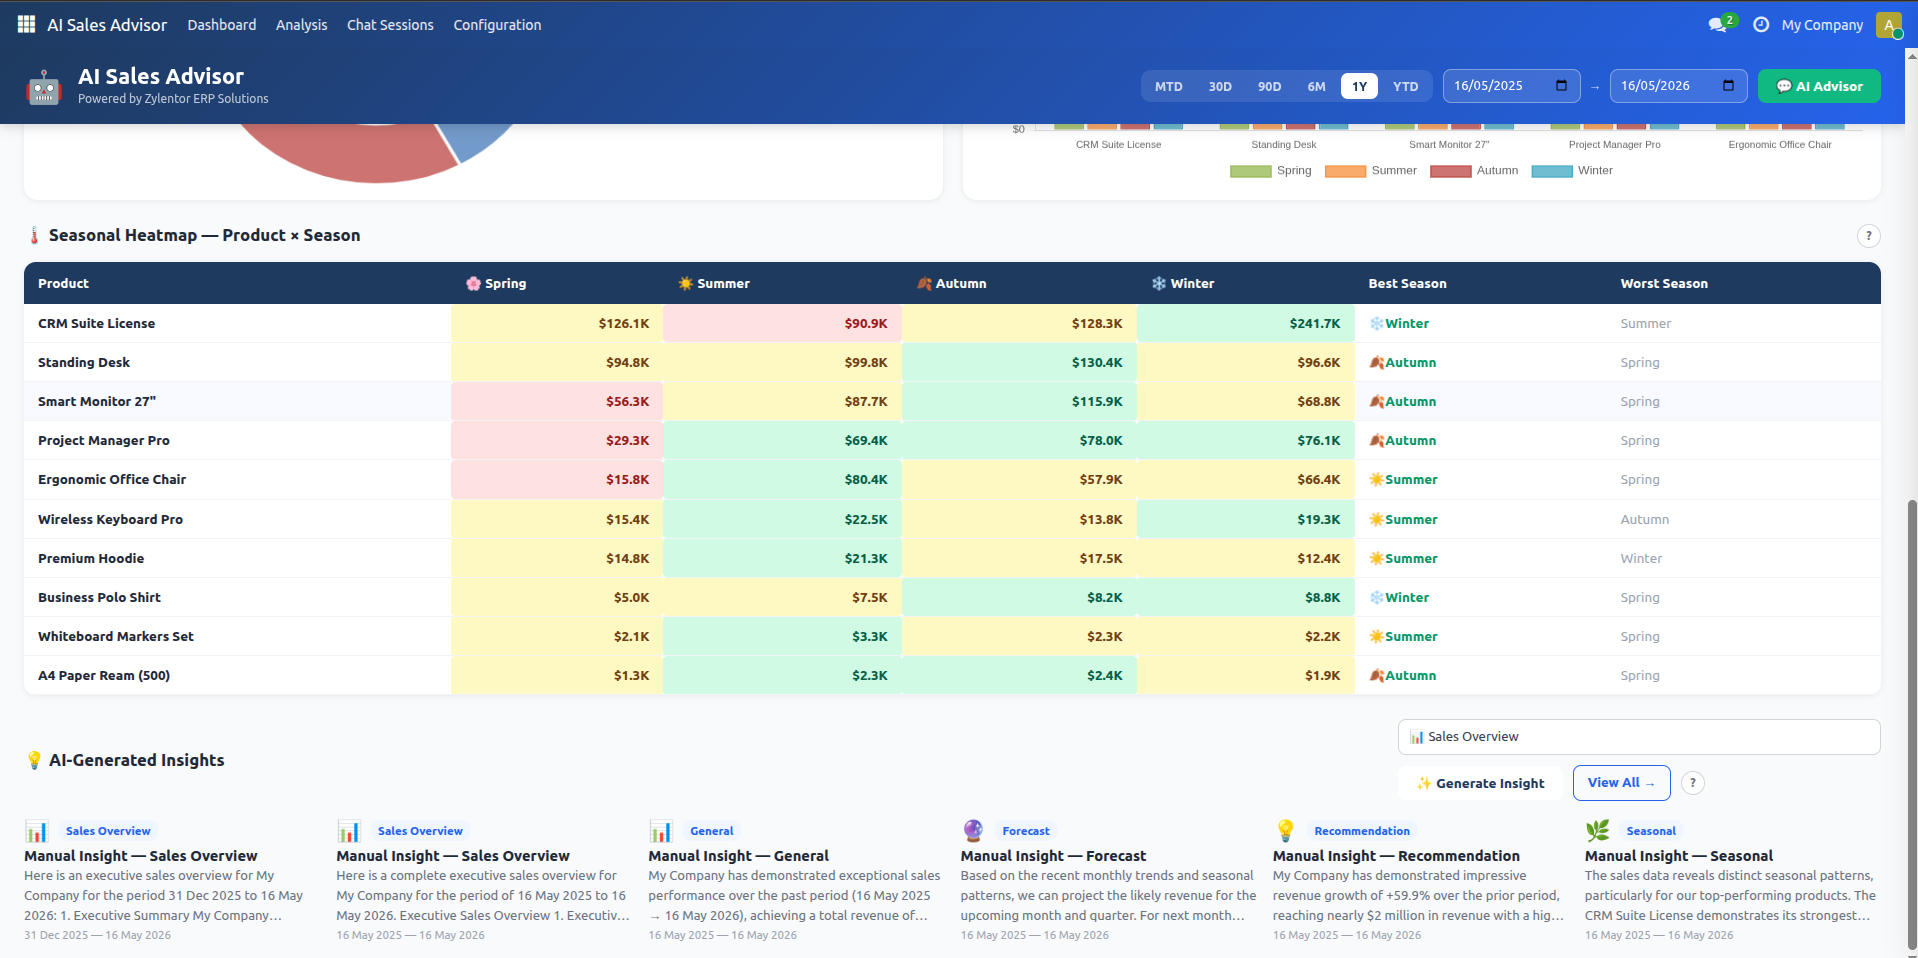 AI Sales Advisor Dashboard Analysis Chat Sessions Configuration 2 My Company A
AI Sales Advisor
Powered by Zylentor ERP Solutions
MTD 30D 90D 6M 1Y YTD 16/05/2025 → 16/05/2026 💬 AI Advisor
$0
CRM Suite License Standing Desk Smart Monitor 27" Project Manager Pro Ergonomic Office Chair
Spring Summer Autumn Winter
🌡️ Seasonal Heatmap — Product × Season ?
Product 🌸 Spring ☀️ Summer 🍂 Autumn ❄️ Winter Best Season Worst Season
CRM Suite License $126.1K $90.9K $128.3K $241.7K ❄️Winter Summer
Standing Desk $94.8K $99.8K $130.4K $96.6K 🍂Autumn Spring
Smart Monitor 27" $56.3K $87.7K $115.9K $68.8K 🍂Autumn Spring
Project Manager Pro $29.3K $69.4K $78.0K $76.1K 🍂Autumn Spring
Ergonomic Office Chair $15.8K $80.4K $57.9K $66.4K ☀️Summer Spring
Wireless Keyboard Pro $15.4K $22.5K $13.8K $19.3K ☀️Summer Autumn
Premium Hoodie $14.8K $21.3K $17.5K $12.4K ☀️Summer Winter
Business Polo Shirt $5.0K $7.5K $8.2K $8.8K ❄️Winter Spring
Whiteboard Markers Set $2.1K $3.3K $2.3K $2.2K ☀️Summer Spring
A4 Paper Ream (500) $1.3K $2.3K $2.4K $1.9K 🍂Autumn Spring
📊 Sales Overview
💡 AI-Generated Insights
✨ Generate Insight View All → ?
📊 Sales Overview
Manual Insight — Sales Overview
Here is an executive sales overview for My
Company for the period 31 Dec 2025 to 16 May
2026: 1. Executive Summary My Company…
31 Dec 2025 — 16 May 2026
📊 Sales Overview
Manual Insight — Sales Overview
Here is a complete executive sales overview for
My Company for the period of 16 May 2025 to 16
May 2026. Executive Sales Overview 1. Executiv…
16 May 2025 — 16 May 2026
📊 General
Manual Insight — General
My Company has demonstrated exceptional sales
performance over the past period (16 May 2025
→ 16 May 2026), achieving a total revenue of…
16 May 2025 — 16 May 2026
🔮 Forecast
Manual Insight — Forecast
Based on the recent monthly trends and seasonal
patterns, we can project the likely revenue for the
upcoming month and quarter. For next month…
16 May 2025 — 16 May 2026
💡 Recommendation
Manual Insight — Recommendation
My Company has demonstrated impressive
revenue growth of +59.9% over the prior period,
reaching nearly $2 million in revenue with a hig…
16 May 2025 — 16 May 2026
🌿 Seasonal
Manual Insight — Seasonal
The sales data reveals distinct seasonal patterns,
particularly for our top-performing products. The
CRM Suite License demonstrates its strongest…
16 May 2025 — 16 May 2026